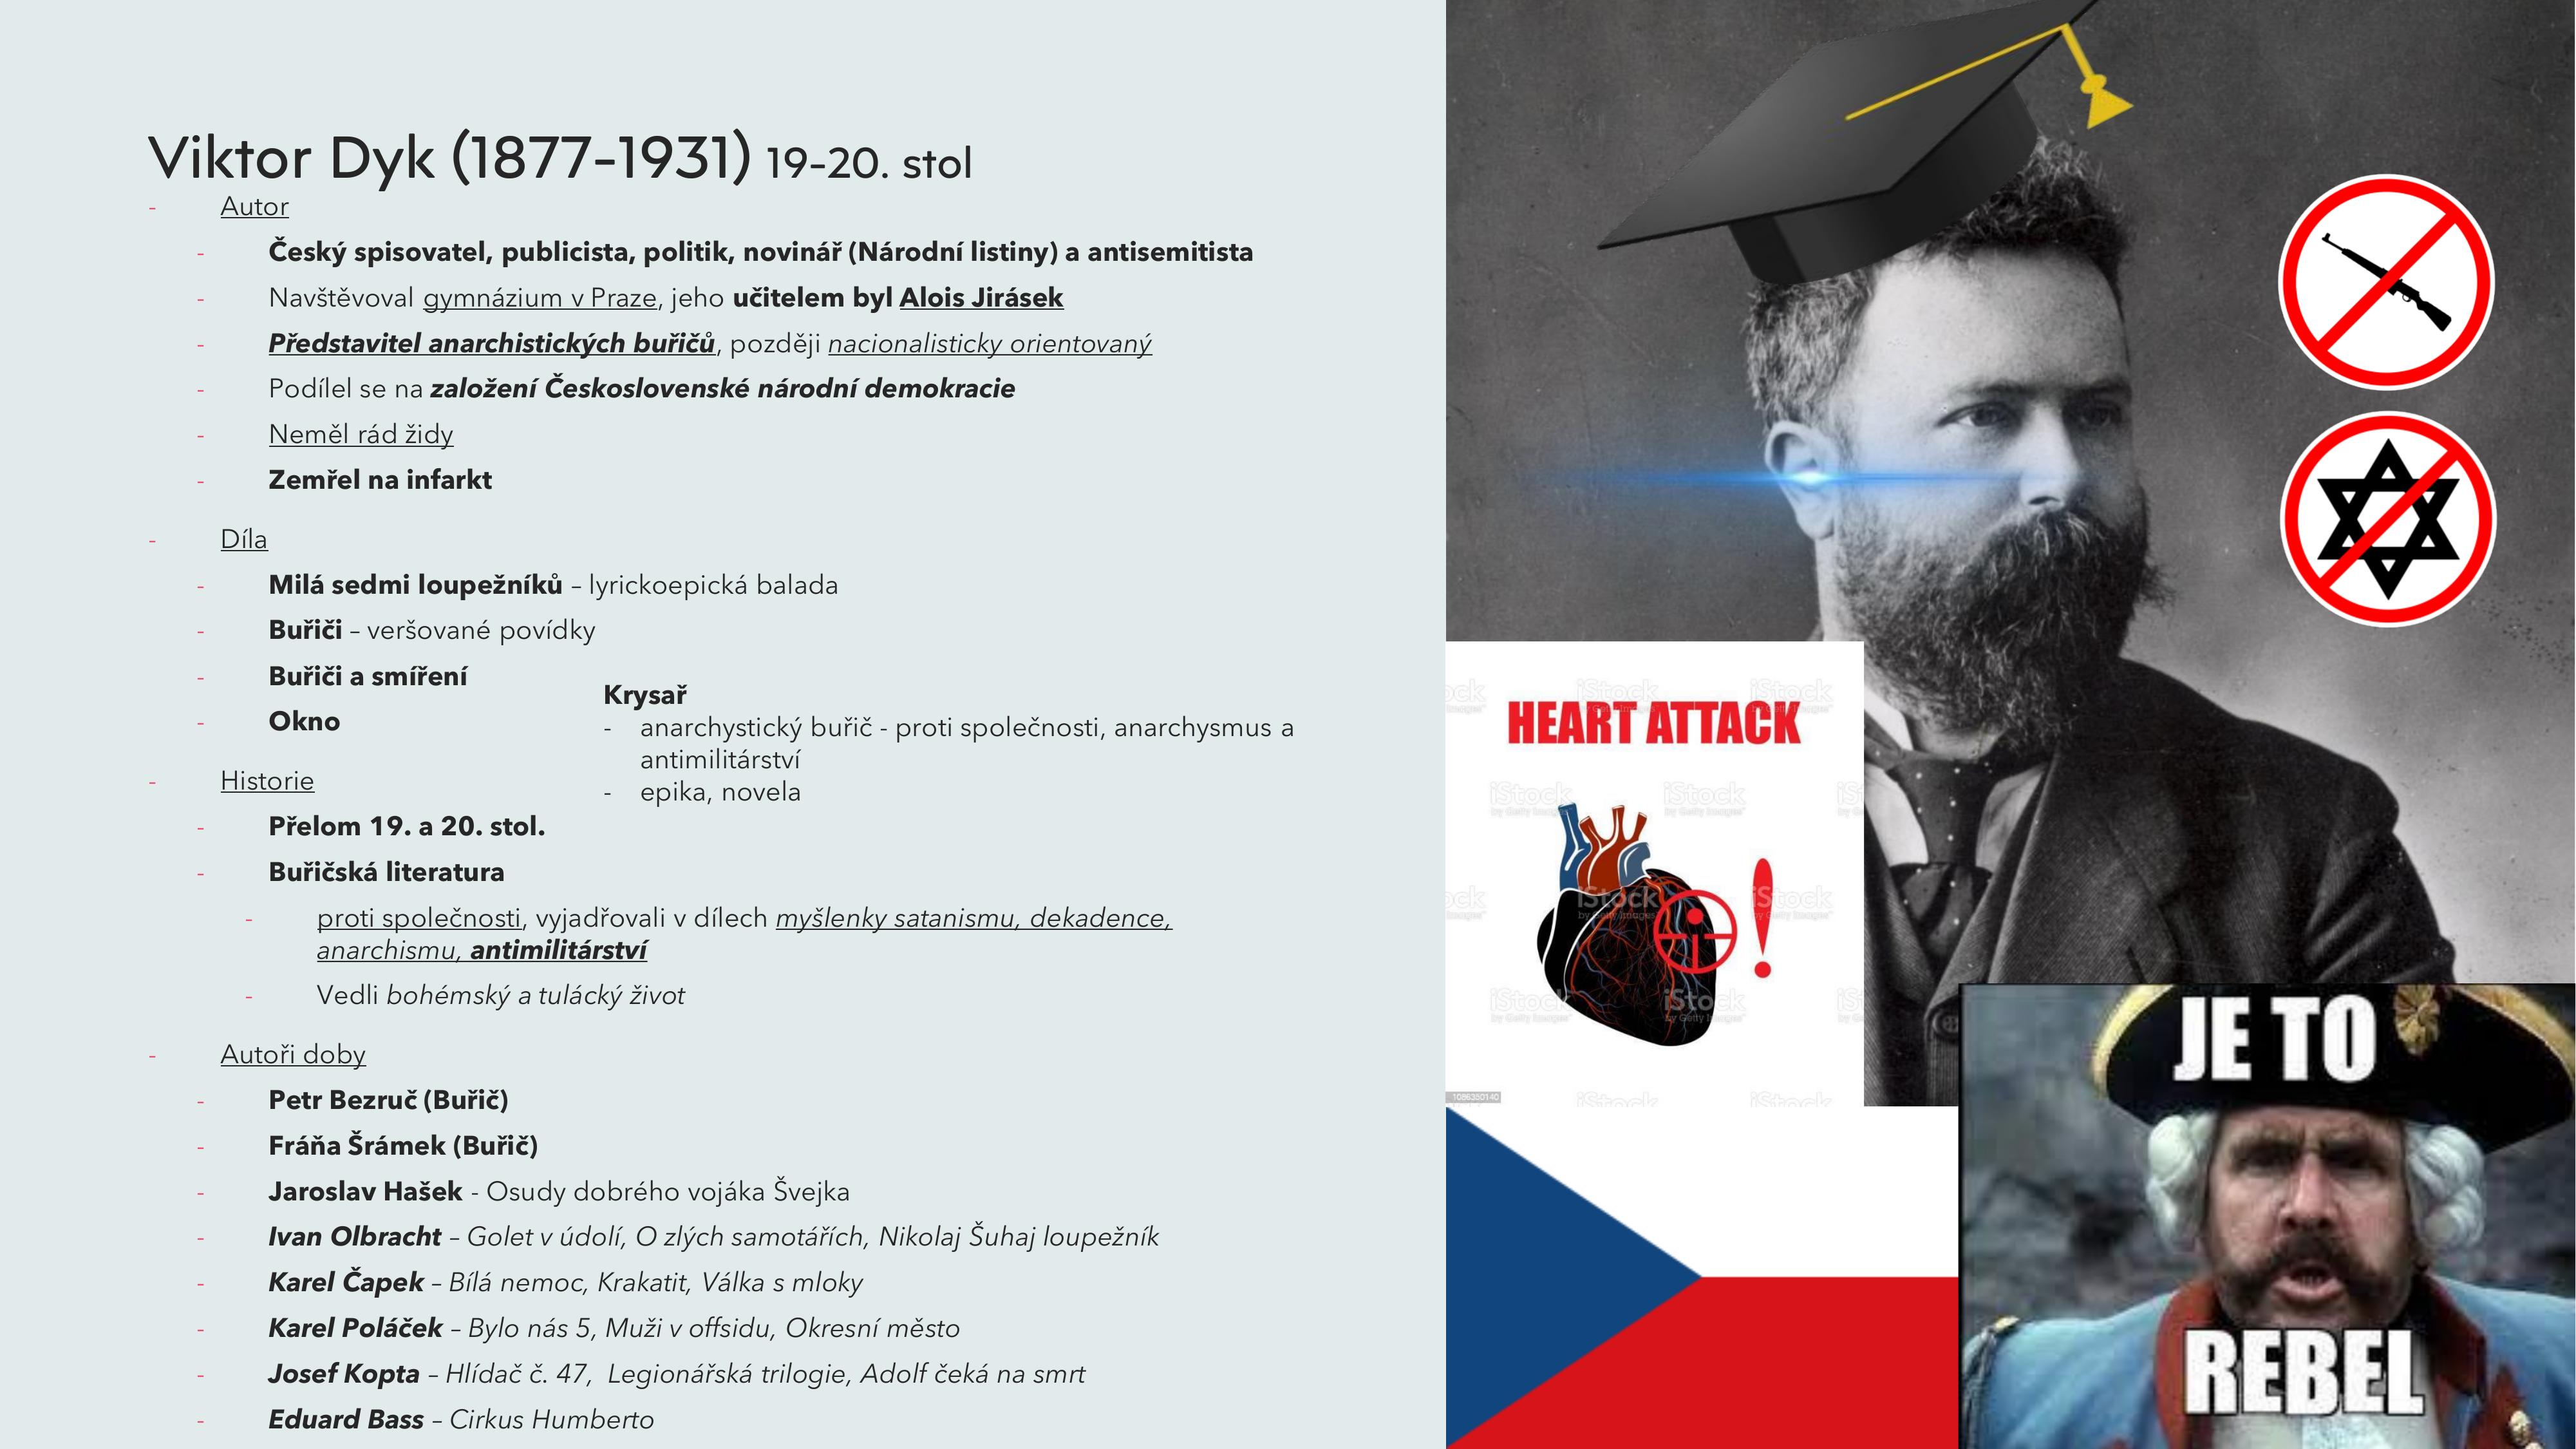 Viktor Dyk (1877-1931) 19-20. stol
- Autor
- Český spisovatel, publicista, politik, novinář (Národní listiny) a antisemitista
- Navštěvoval gymnázium v Praze, jeho učitelem byl Alois Jirásek
- Představitel anarchistických buřičů, později nacionalisticky orientovaný
- Podílel se na založení Československé národní demokracie
- Neměl rád židy
- Zemřel na infarkt
- Díla
- Milá sedmi loupežníků – lyrickoepická balada
- Buřiči – veršované povídky
- Buřiči a smíření
- Okno
Krysař
- anarchystický buřič - proti společnosti, anarchysmus a
antimilitárství
- epika, novela
- Historie
- Přelom 19. a 20. stol.
- Buřičská literatura
- proti společnosti, vyjadřovali v dílech myšlenky satanismu, dekadence,
anarchismu, antimilitárství
- Vedli bohémský a tulácký život
- Autoři doby
- Petr Bezruč (Buřič)
- Fráňa Šrámek (Buřič)
- Jaroslav Hašek - Osudy dobrého vojáka Švejka
- Ivan Olbracht – Golet v údolí, O zlých samotářích, Nikolaj Šuhaj loupežník
- Karel Čapek – Bílá nemoc, Krakatit, Válka s mloky
- Karel Poláček – Bylo nás 5, Muži v offsidu, Okresní město
- Josef Kopta – Hlídač č. 47, Legionářská trilogie, Adolf čeká na smrt
- Eduard Bass – Cirkus Humberto
HEART ATTACK
!
iStock
by Getty Images
1086350140
JE TO
REBEL